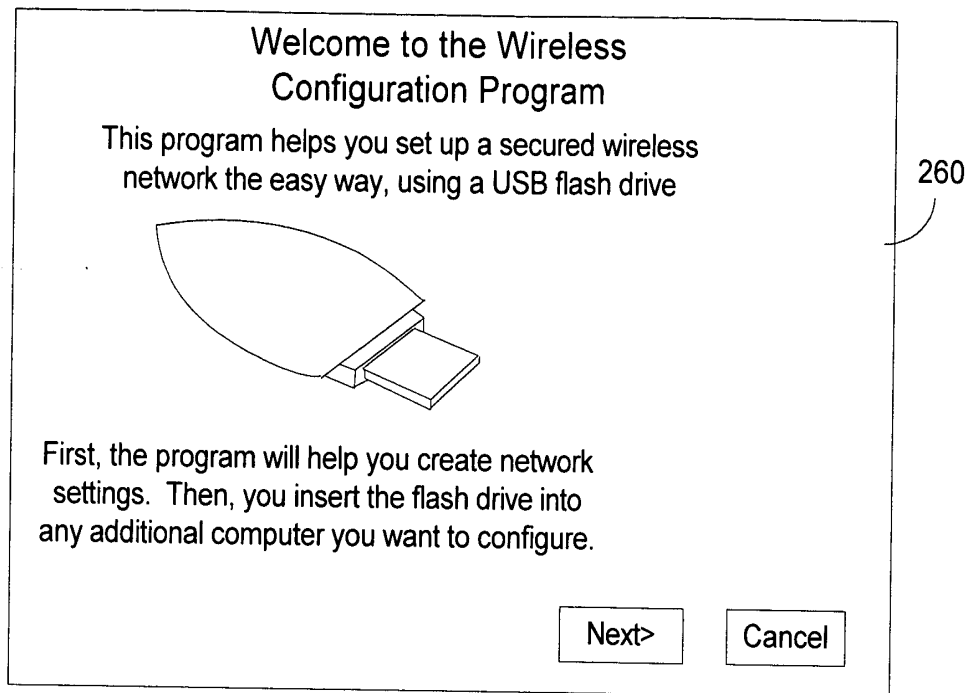 Welcome to the Wireless
Configuration Program
This program helps you set up a secured wireless
network the easy way, using a USB flash drive
260
First, the program will help you create network
settings.  Then, you insert the flash drive into
any additional computer you want to configure.
Next>
Cancel